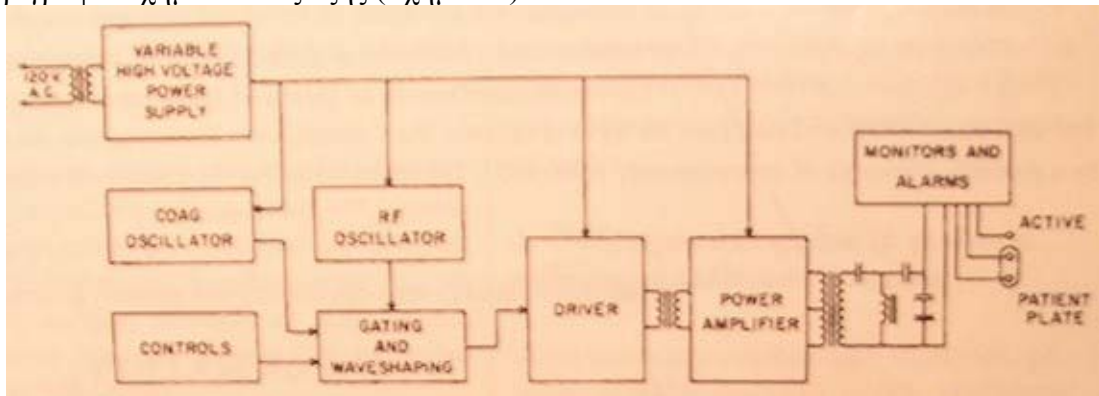 VARIABLE
HIGH VOLTAGE
POWER
SUPPLY
120 V.
A.C.
MONITORS AND
ALARMS
COAG
OSCILLATOR
RF
OSCILLATOR
ACTIVE
DRIVER
POWER
AMPLIFIER
PATIENT
PLATE
CONTROLS
GATING
AND
WAVESHAPING